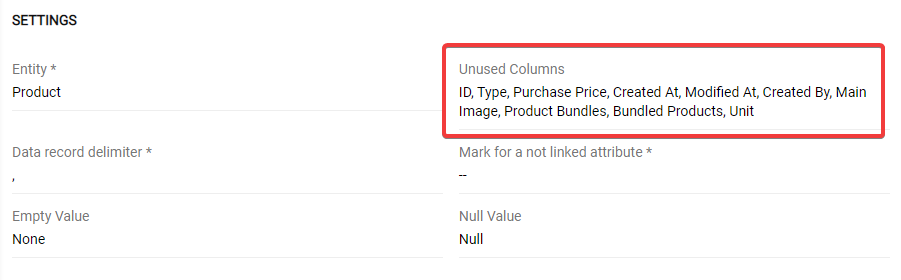 SETTINGS
Entity *
Product
Unused Columns
ID, Type, Purchase Price, Created At, Modified At, Created By, Main
Image, Product Bundles, Bundled Products, Unit
Data record delimiter *
,
Mark for a not linked attribute *
--
Empty Value
None
Null Value
Null